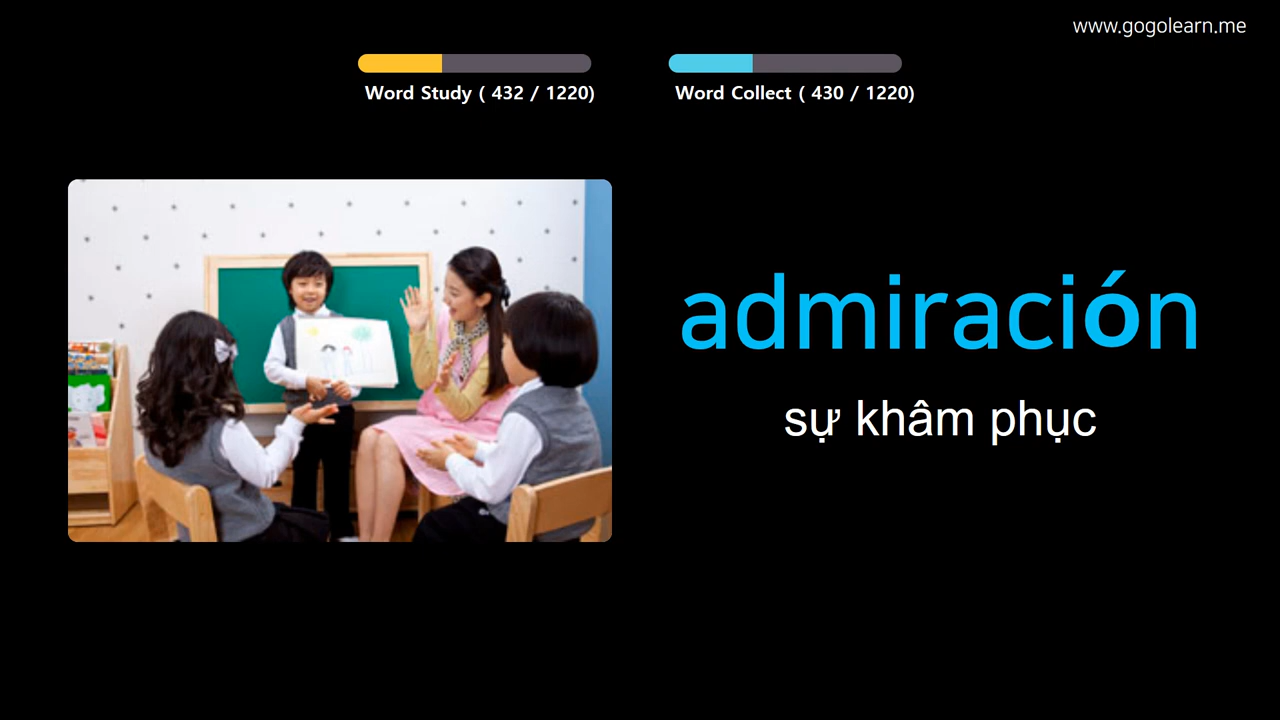 www.gogolearn.me
Word Study ( 432 / 1220)
Word Collect ( 430 / 1220)
admiración
sự khâm phục